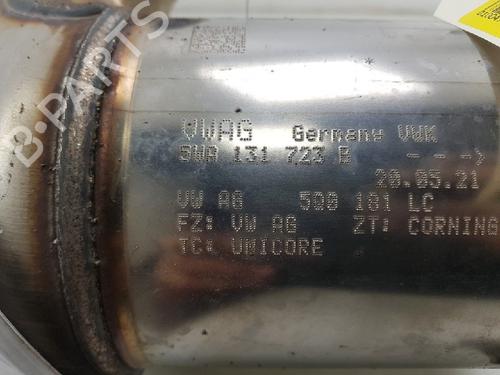 VWAG Germany VWK
5WA 131 723 B --->
20.05.21
VW AG 5Q0 181 LC
FZ: VW AG ZT: CORNING
TC: UMICORE
B-PARTS